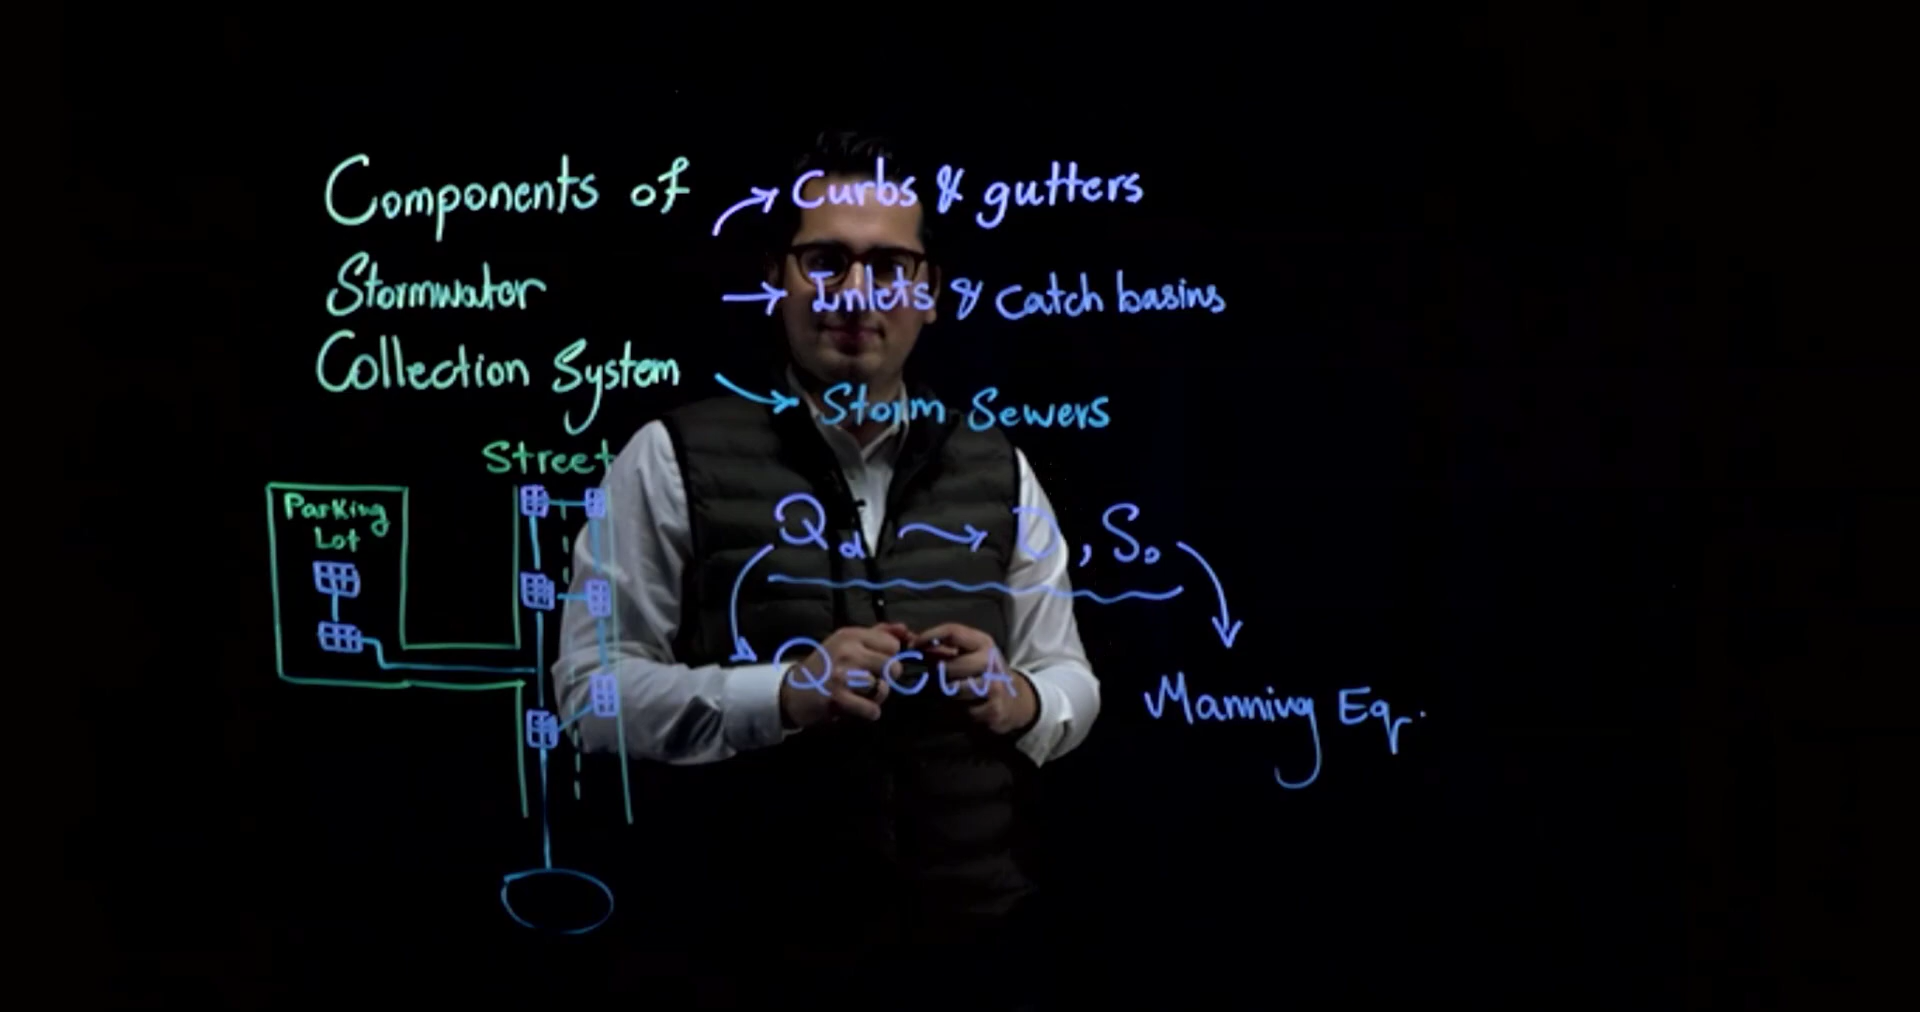 Components of
Stormwater
Collection System
→ Curbs & gutters
→ Inlets & catch basins
→ Storm Sewers
Street
Parking
Lot
Qd → D, So
Q = CiA
Manning Eq.